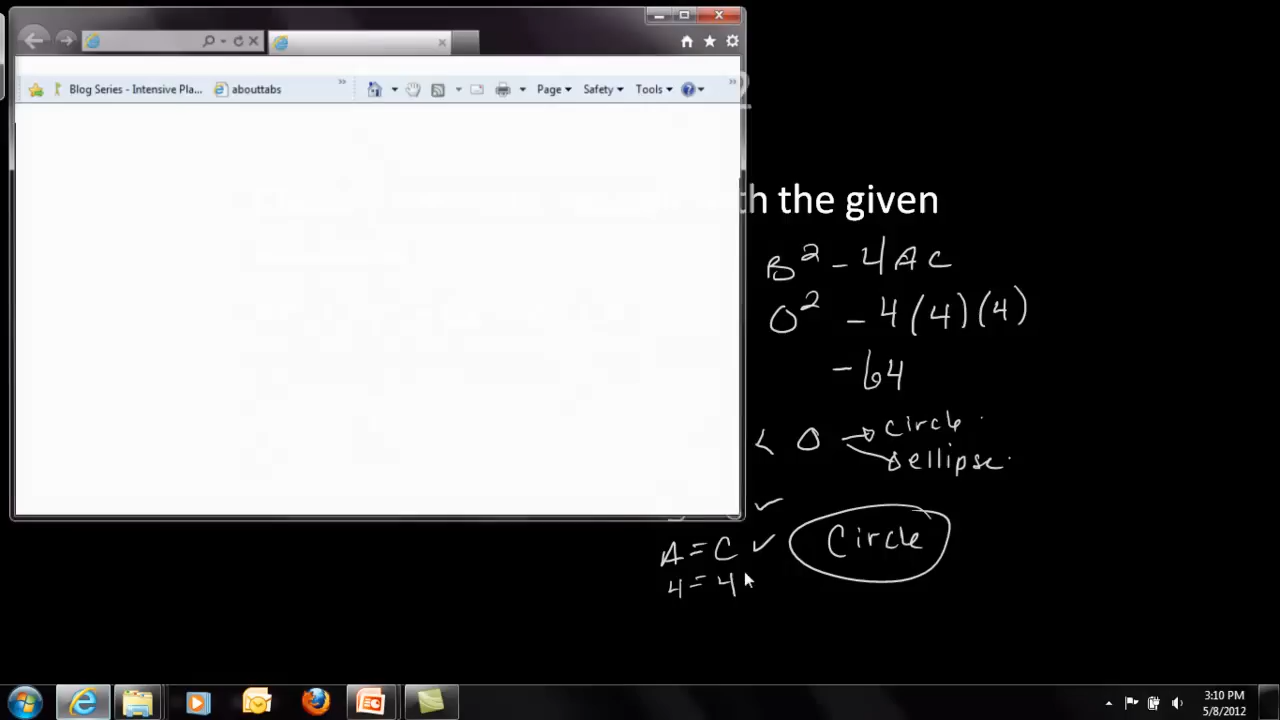 Blog Series - Intensive Pla...
abouttabs
Page
Safety
Tools
th the given
B² - 4AC
0² - 4(4)(4)
-64
< 0 → circle
→ ellipse
A = C ✓ Circle
4 = 4
3:10 PM
5/8/2012